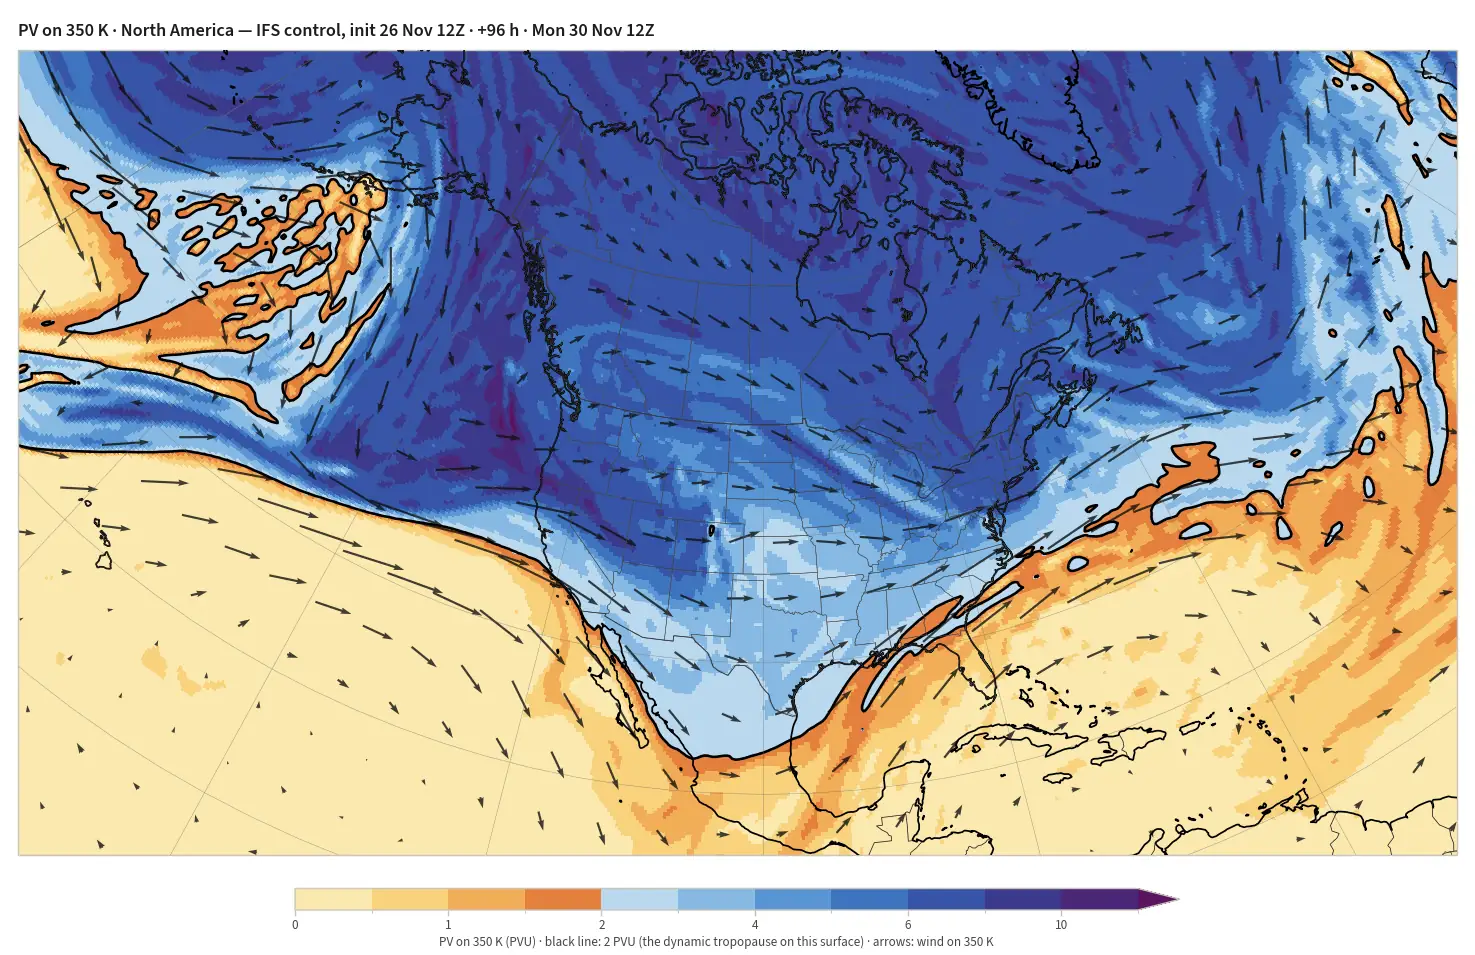 PV on 350 K · North America — IFS control, init 26 Nov 12Z · +96 h · Mon 30 Nov 12Z
0 1 2 4 6 10
PV on 350 K (PVU) · black line: 2 PVU (the dynamic tropopause on this surface) · arrows: wind on 350 K